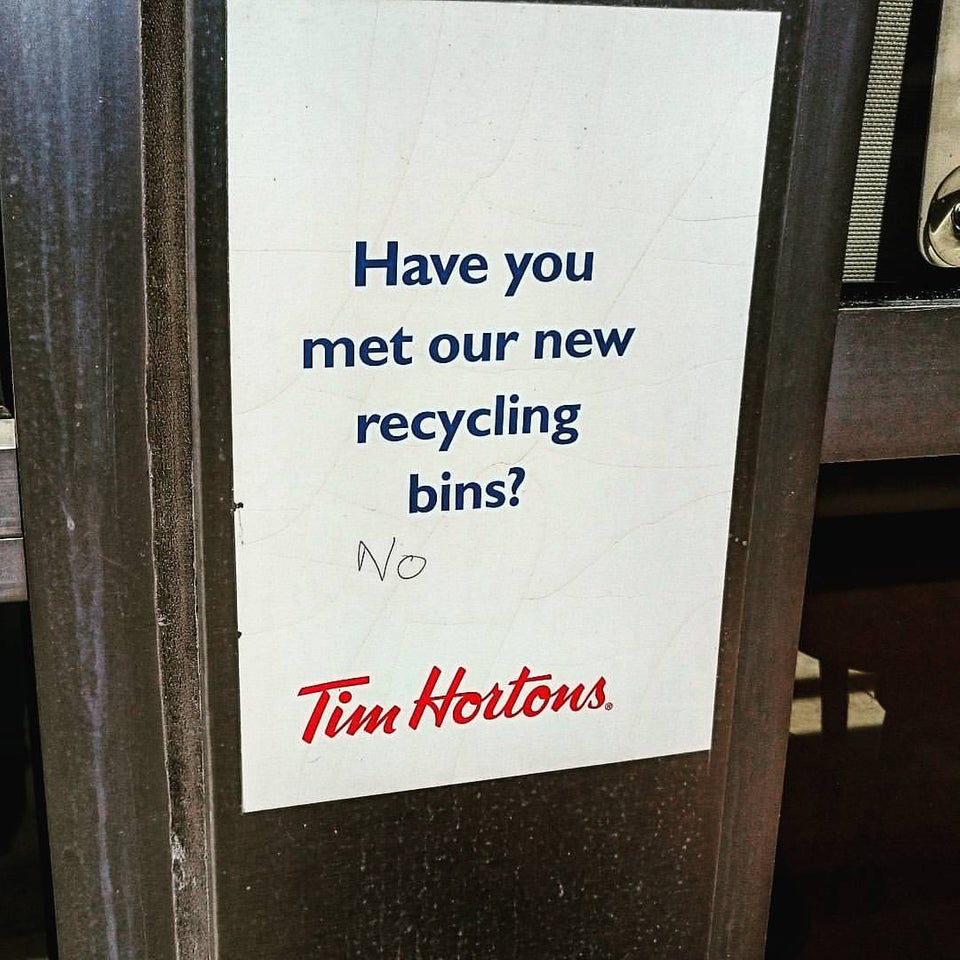 Have you
met our new
recycling
bins?
No
Tim Hortons®